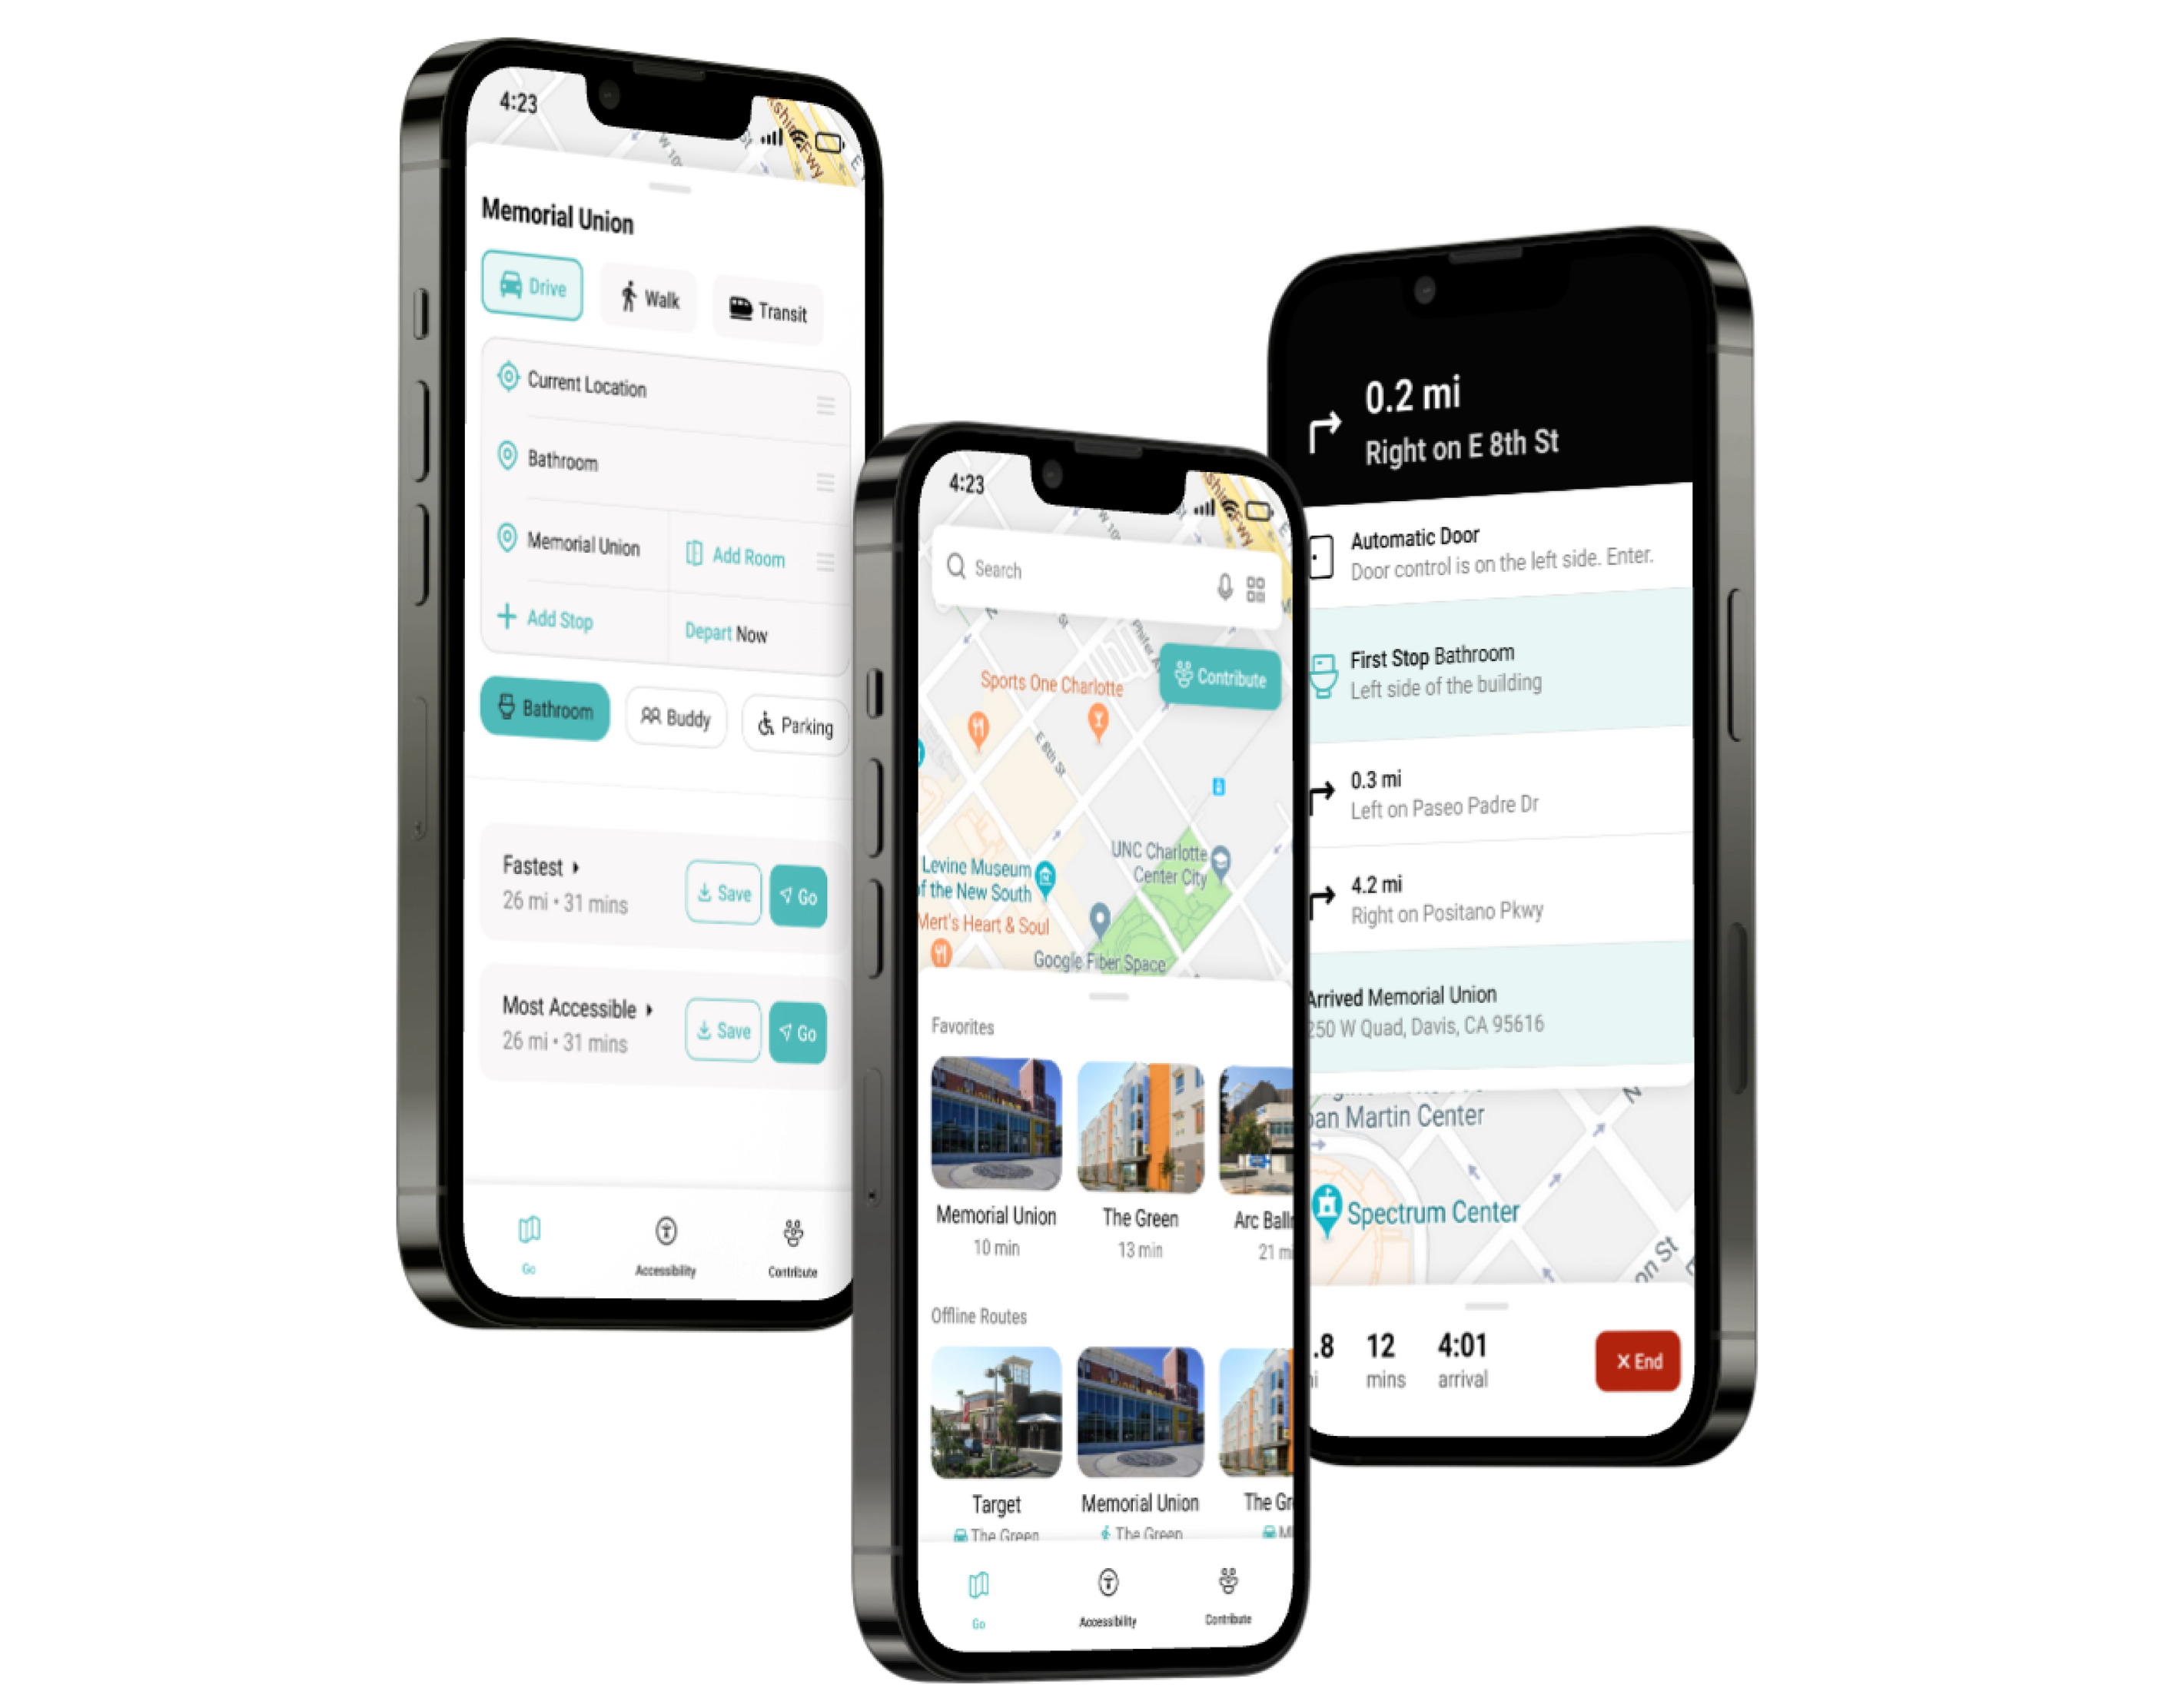 4:23
Memorial Union
Drive
Walk
Transit
Current Location
Bathroom
Memorial Union
Add Room
Add Stop
Depart Now
Bathroom
Buddy
Parking
Fastest
26 mi • 31 mins
Save
Go
Most Accessible
26 mi • 31 mins
Save
Go
Go
Accessibility
Contribute
4:23
Search
Contribute
Sports One Charlotte
E 8th St
UNC Charlotte
Center City
Levine Museum
of the New South
Mert's Heart & Soul
Google Fiber Space
Favorites
Memorial Union
10 min
The Green
13 min
Arc
21
Offline Routes
Target
The Green
Memorial Union
The Green
The
Go
Accessibility
Contribute
0.2 mi
Right on E 8th St
Automatic Door
Door control is on the left side. Enter.
First Stop Bathroom
Left side of the building
0.3 mi
Left on Paseo Padre Dr
4.2 mi
Right on Positano Pkwy
Arrived Memorial Union
250 W Quad, Davis, CA 95616
Martin Center
Spectrum Center
on St
.8
12
mins
4:01
arrival
X End